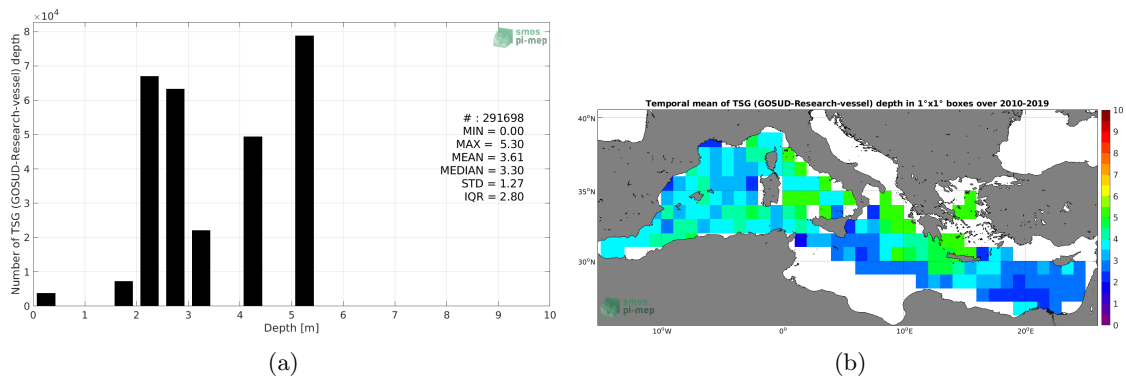 ×10⁴
8
7
6
5
4
3
2
1
0
Number of TSG (GOSUD-Research-vessel) depth
smos
pi-mep
# : 291698
MIN = 0.00
MAX = 5.30
MEAN = 3.61
MEDIAN = 3.30
STD = 1.27
IQR = 2.80
0 1 2 3 4 5 6 7 8 9 10
Depth [m]
(a)
Temporal mean of TSG (GOSUD-Research-vessel) depth in 1°x1° boxes over 2010-2019
40°N
35°N
30°N
smos
pi-mep
10°W 0° 10°E 20°E
10
9
8
7
6
5
4
3
2
1
0
(b)